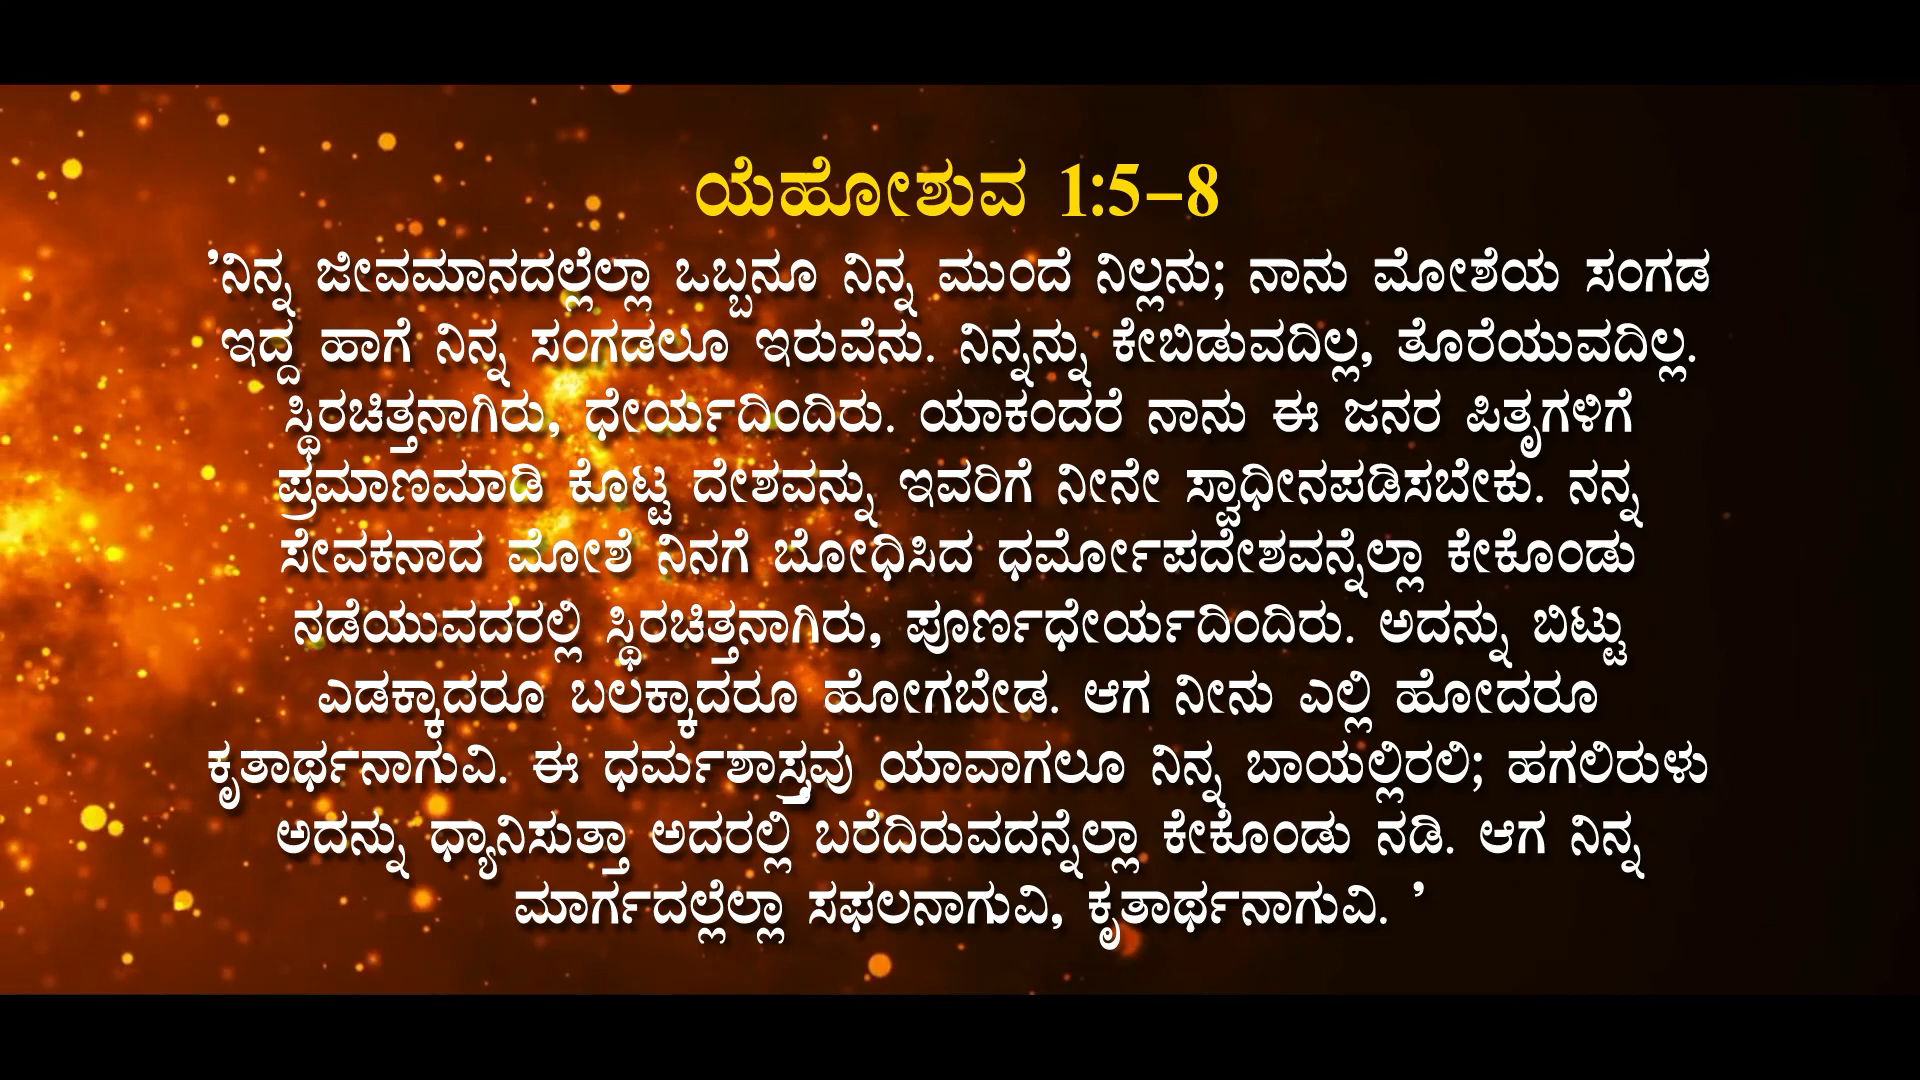 ಯೆಹೋಶುವ 1:5-8
'ನಿನ್ನ ಜೀವಮಾನದಲ್ಲೆಲ್ಲಾ ಒಬ್ಬನೂ ನಿನ್ನ ಮುಂದೆ ನಿಲ್ಲನು; ನಾನು ಮೋಶೆಯ ಸಂಗಡ
ಇದ್ದ ಹಾಗೆ ನಿನ್ನ ಸಂಗಡಲೂ ಇರುವೆನು. ನಿನ್ನನ್ನು ಕೇಬಿಡುವದಿಲ್ಲ, ತೊರೆಯುವದಿಲ್ಲ.
ಸ್ಥಿರಚಿತ್ತನಾಗಿರು, ಧೇರ್ಯದಿಂದಿರು. ಯಾಕಂದರೆ ನಾನು ಈ ಜನರ ಪಿತೃಗಳಿಗೆ
ಪ್ರಮಾಣಮಾಡಿ ಕೊಟ್ಟ ದೇಶವನ್ನು ಇವರಿಗೆ ನೀನೇ ಸ್ವಾಧೀನಪಡಿಸಬೇಕು. ನನ್ನ
ಸೇವಕನಾದ ಮೋಶೆ ನಿನಗೆ ಬೋಧಿಸಿದ ಧರ್ಮೋಪದೇಶವನ್ನೆಲ್ಲಾ ಕೇಕೊಂಡು
ನಡೆಯುವದರಲ್ಲಿ ಸ್ಥಿರಚಿತ್ತನಾಗಿರು, ಪೂರ್ಣಧೇರ್ಯದಿಂದಿರು. ಅದನ್ನು ಬಿಟ್ಟು
ಎಡಕ್ಕಾದರೂ ಬಲಕ್ಕಾದರೂ ಹೋಗಬೇಡ. ಆಗ ನೀನು ಎಲ್ಲಿ ಹೋದರೂ
ಕೃತಾರ್ಥನಾಗುವಿ. ಈ ಧರ್ಮಶಾಸ್ತ್ರವು ಯಾವಾಗಲೂ ನಿನ್ನ ಬಾಯಲ್ಲಿರಲಿ; ಹಗಲಿರುಳು
ಅದನ್ನು ಧ್ಯಾನಿಸುತ್ತಾ ಅದರಲ್ಲಿ ಬರೆದಿರುವದನ್ನೆಲ್ಲಾ ಕೇಕೊಂಡು ನಡಿ. ಆಗ ನಿನ್ನ
ಮಾರ್ಗದಲ್ಲೆಲ್ಲಾ ಸಫಲನಾಗುವಿ, ಕೃತಾರ್ಥನಾಗುವಿ. '